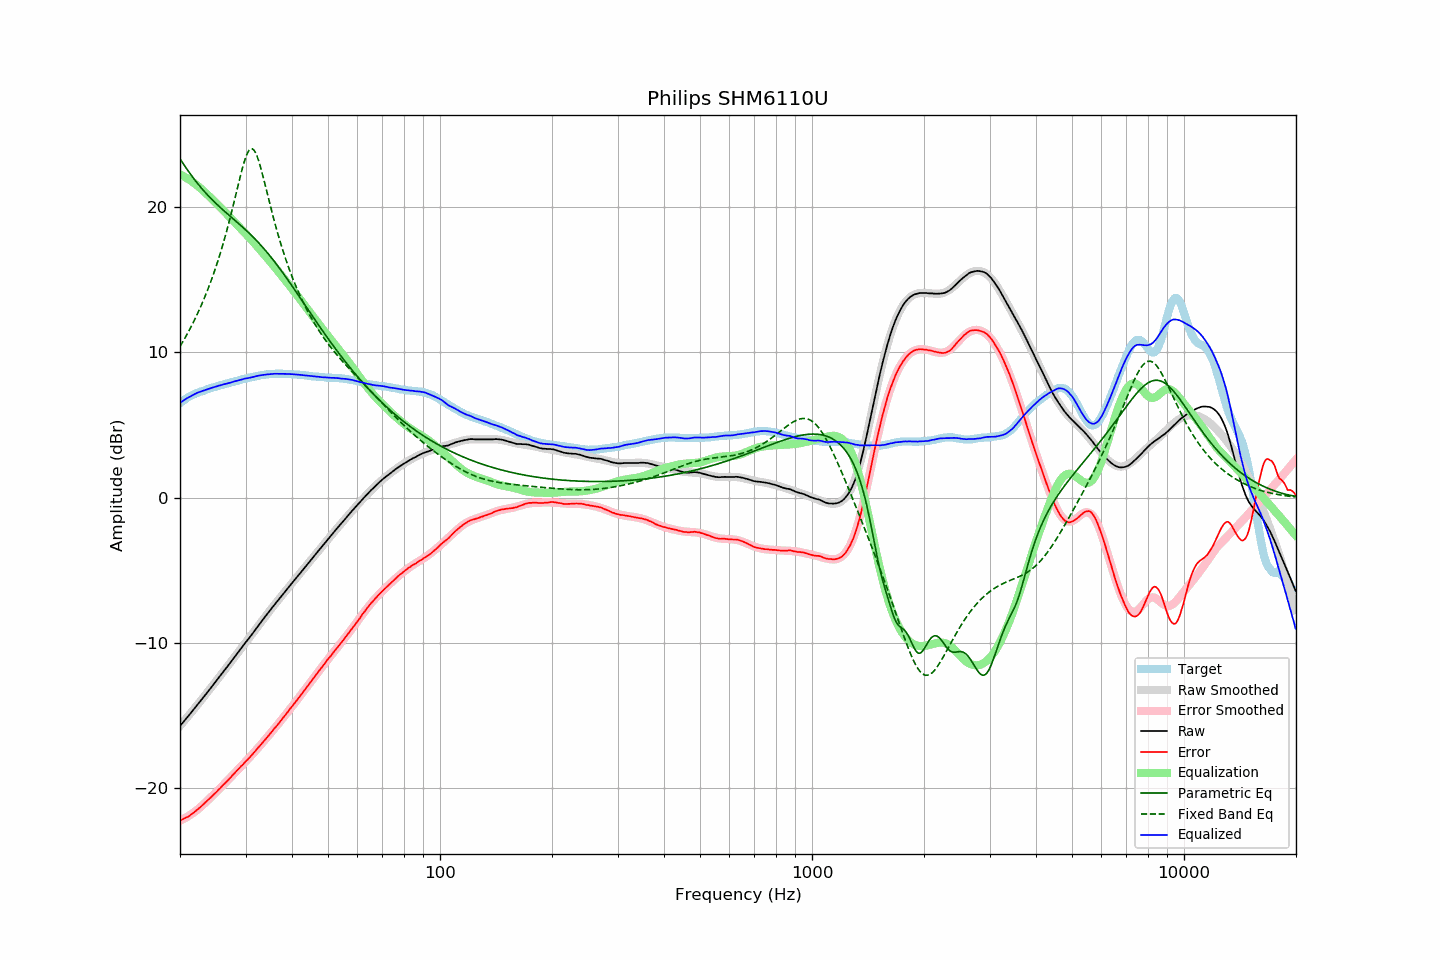 Philips SHM6110U
Amplitude (dBr)
20
10
0
−10
−20
100
1000
10000
Frequency (Hz)
Target
Raw Smoothed
Error Smoothed
Raw
Error
Equalization
Parametric Eq
Fixed Band Eq
Equalized